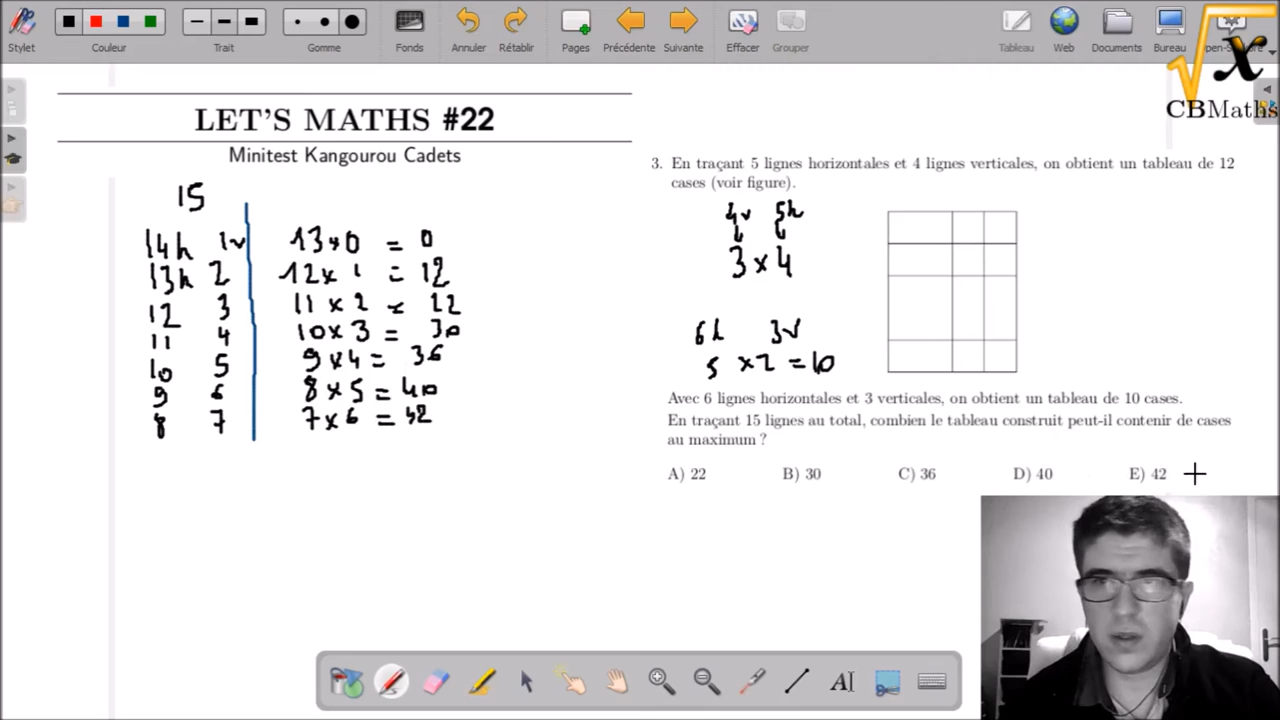 Stylet Couleur Trait Gomme Fonds Annuler Rétablir Pages Précédente Suivante Effacer Grouper Tableau Web Documents Bureau
CBMaths
LET'S MATHS #22
Minitest Kangourou Cadets
15
14h 1v 13×0 = 0
13h 2 12× 1 = 12
12 3 11 × 2 = 22
11 4 10×3 = 30
10 5 9×4 = 36
9 6 8×5 = 40
8 7 7×6 = 42
3. En traçant 5 lignes horizontales et 4 lignes verticales, on obtient un tableau de 12
cases (voir figure).
4v 5h
3×4
6h 3v
5 ×2 =10
Avec 6 lignes horizontales et 3 verticales, on obtient un tableau de 10 cases.
En traçant 15 lignes au total, combien le tableau construit peut-il contenir de cases
au maximum ?
A) 22 B) 30 C) 36 D) 40 E) 42